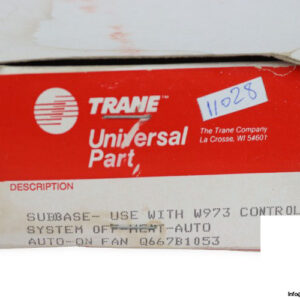 TRANE™
11028
Universal
Part
The Trane Company
La Crosse, WI 54601
DESCRIPTION
SUBBASE- USE WITH W973 CONTROL
SYSTEM OFF-HEAT-AUTO
AUTO-ON FAN Q667B1053